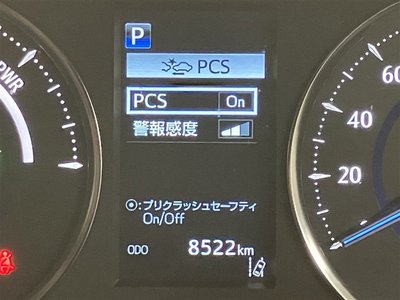 P
PCS
PCS On
警報感度
⦿:プリクラッシュセーフティ
On/Off
ODO 8522km
PWR
60
40
20